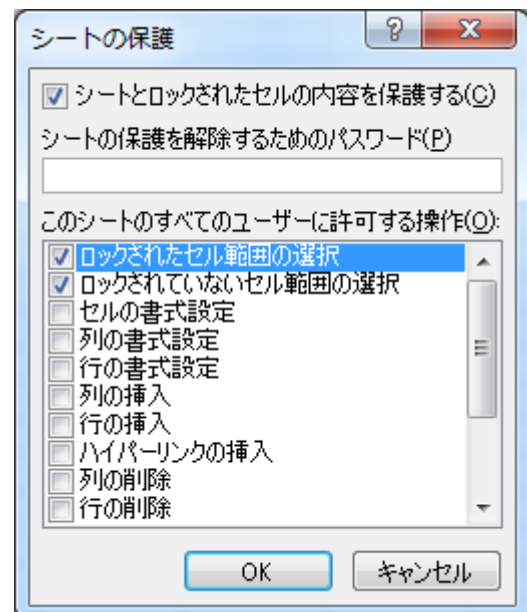 シートの保護
シートとロックされたセルの内容を保護する(C)
シートの保護を解除するためのパスワード(P)
このシートのすべてのユーザーに許可する操作(O):
ロックされたセル範囲の選択
ロックされていないセル範囲の選択
セルの書式設定
列の書式設定
行の書式設定
列の挿入
行の挿入
ハイパーリンクの挿入
列の削除
行の削除
OK
キャンセル